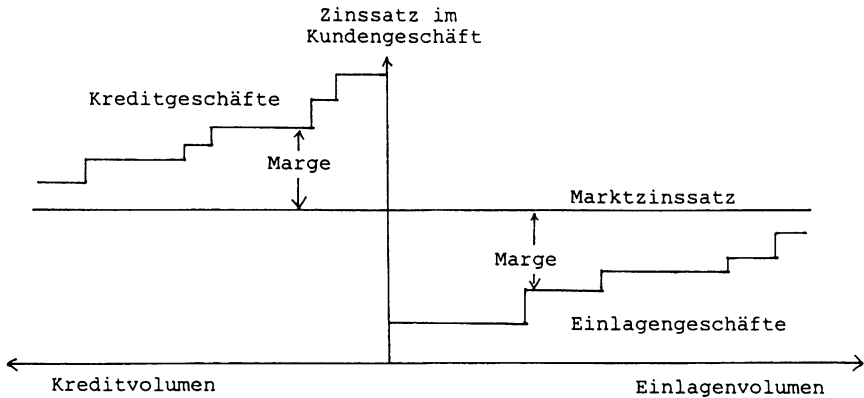 Zinssatz im
Kundengeschäft
Kreditgeschäfte
Marge
Marktzinssatz
Marge
Einlagengeschäfte
Kreditvolumen
Einlagenvolumen